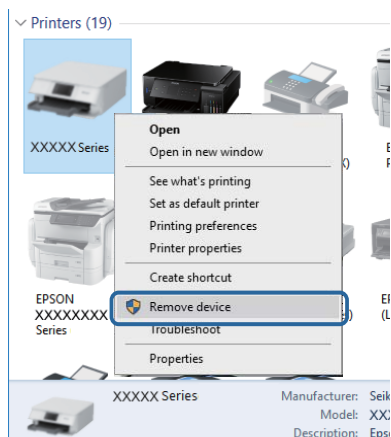 Printers (19)
XXXXX Series
Open
Open in new window
See what's printing
Set as default printer
Printing preferences
Printer properties
Create shortcut
Remove device
Troubleshoot
Properties
EPSON
XXXXXXXX
Series
XXXXX Series
Manufacturer:
Model:
Description: